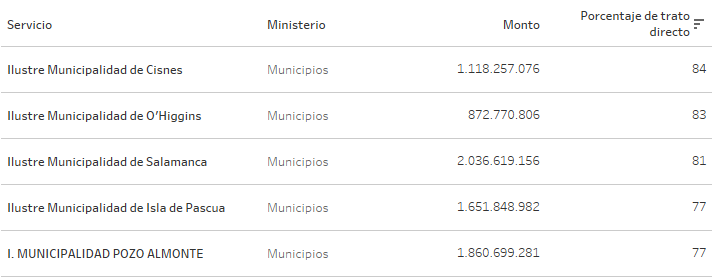 Servicio Ministerio Monto Porcentaje de trato
directo
Ilustre Municipalidad de Cisnes Municipios 1.118.257.076 84
Ilustre Municipalidad de O’Higgins Municipios 872.770.806 83
Ilustre Municipalidad de Salamanca Municipios 2.036.619.156 81
Ilustre Municipalidad de Isla de Pascua Municipios 1.651.848.982 77
I. MUNICIPALIDAD POZO ALMONTE Municipios 1.860.699.281 77